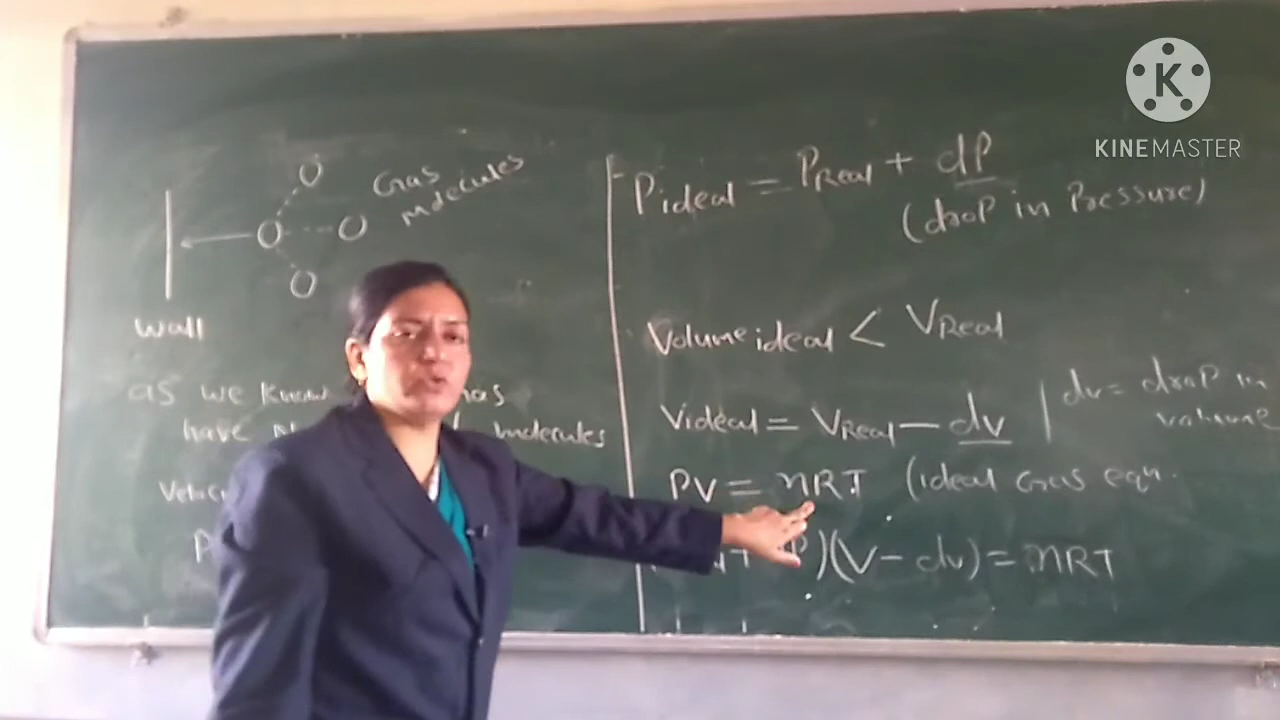 K
KINEMASTER
Gas
molecules
Wall
as we know
have
molecules
Pideal = PReal + dP
(drop in Pressure)
Volume ideal < VReal
Videal = VReal - dv | dv = drop in
volume
PV = nRT (ideal Gas eqn.
)(V - dv) = nRT